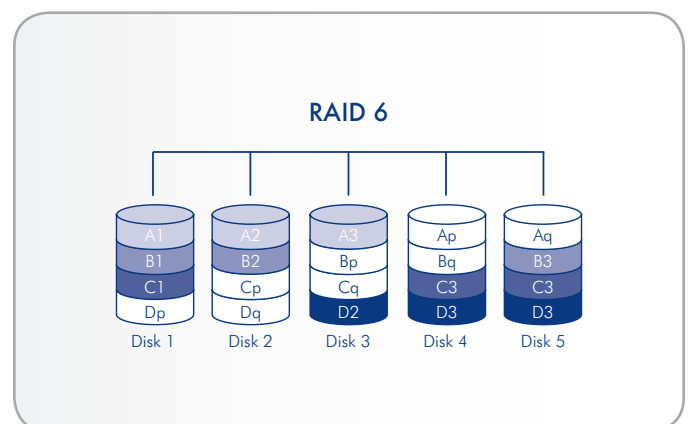 RAID 6
A1 A2 A3 Ap Aq
B1 B2 Bp Bq B3
C1 Cp Cq C3 C3
Dp Dq D2 D3 D3
Disk 1 Disk 2 Disk 3 Disk 4 Disk 5